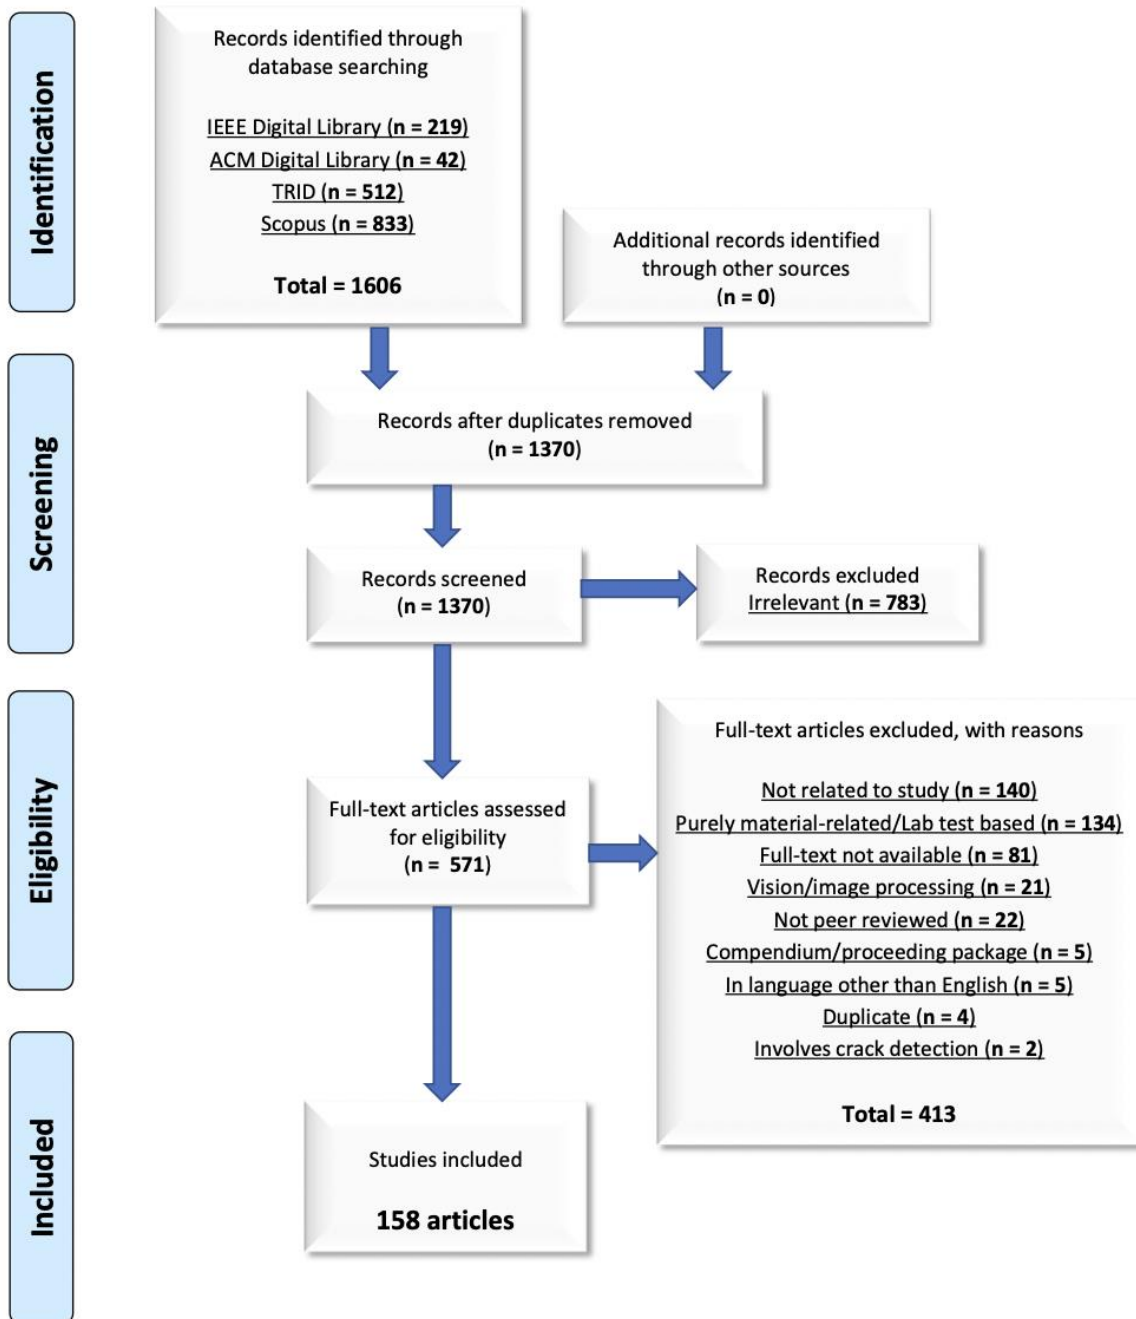 Identification
Records identified through
database searching
IEEE Digital Library (n = 219)
ACM Digital Library (n = 42)
TRID (n = 512)
Scopus (n = 833)
Total = 1606
Additional records identified
through other sources
(n = 0)
Screening
Records after duplicates removed
(n = 1370)
Records screened
(n = 1370)
Records excluded
Irrelevant (n = 783)
Eligibility
Full-text articles assessed
for eligibility
(n =  571)
Full-text articles excluded, with reasons
Not related to study (n = 140)
Purely material-related/Lab test based (n = 134)
Full-text not available (n = 81)
Vision/image processing (n = 21)
Not peer reviewed (n = 22)
Compendium/proceeding package (n = 5)
In language other than English (n = 5)
Duplicate (n = 4)
Involves crack detection (n = 2)
Total = 413
Included
Studies included
158 articles